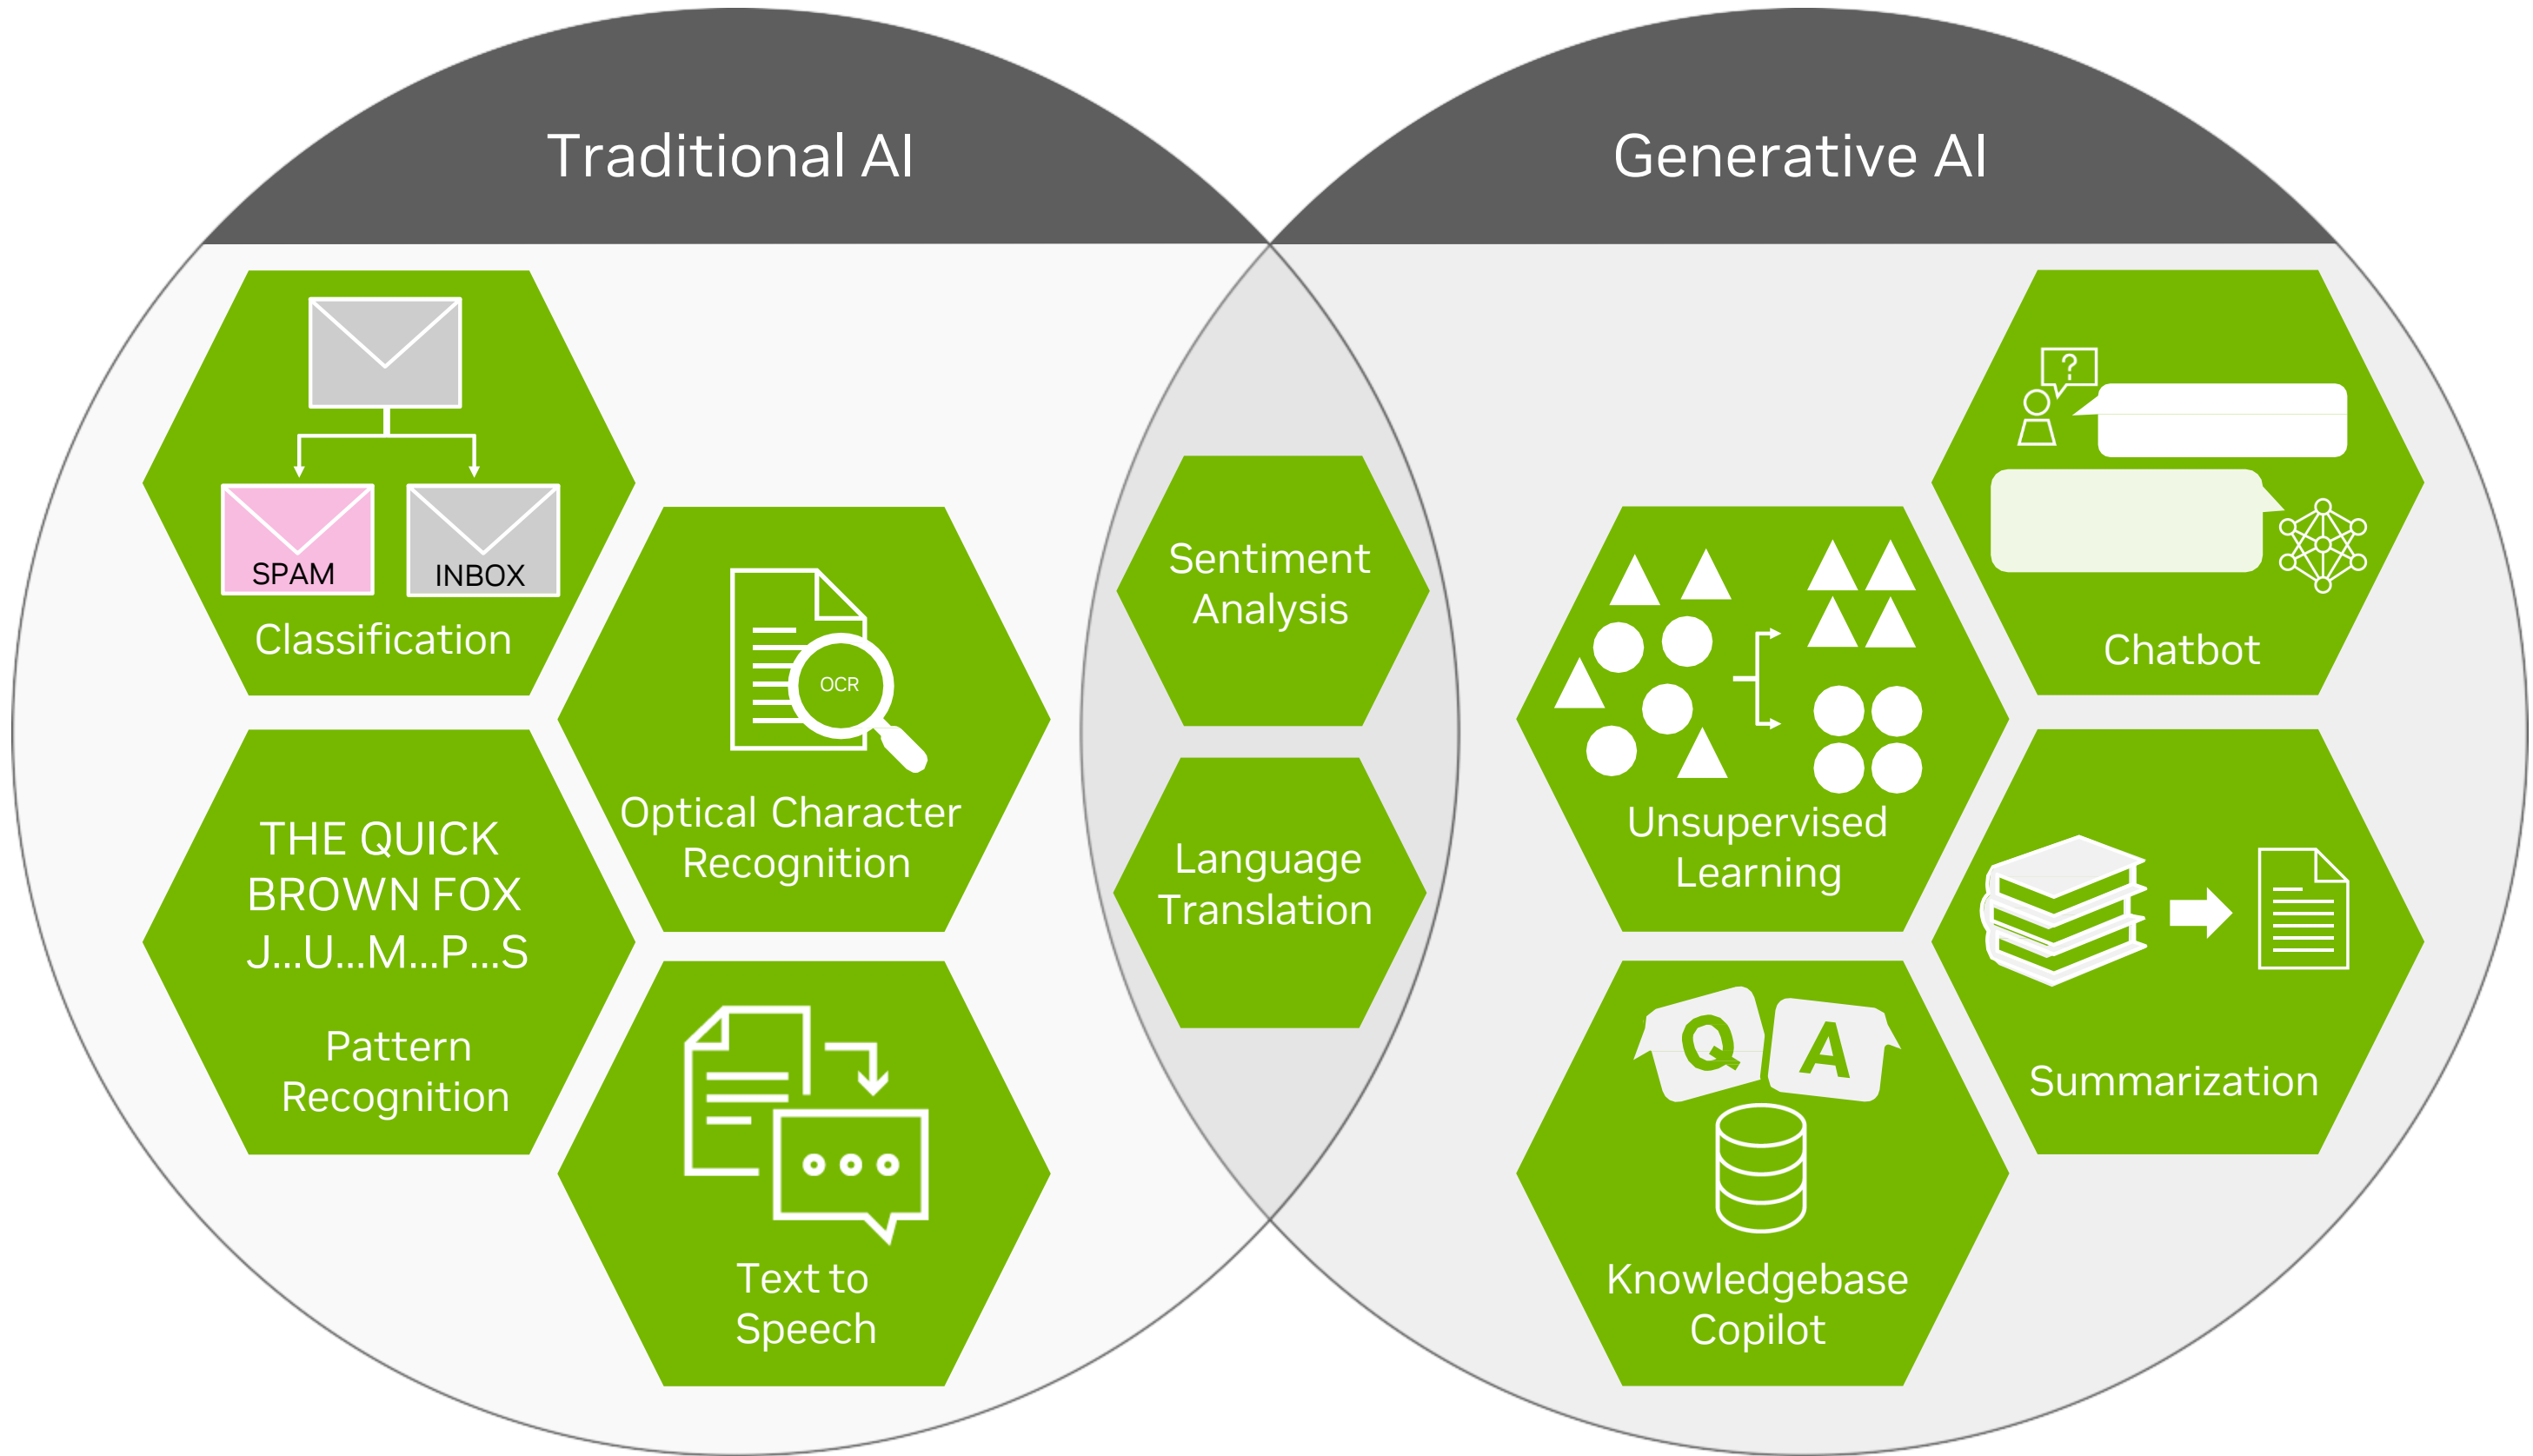 Traditional AI
Generative AI
SPAM
INBOX
Classification
OCR
Optical Character
Recognition
THE QUICK
BROWN FOX
J...U...M...P...S
Pattern
Recognition
Text to
Speech
Sentiment
Analysis
Language
Translation
?
Chatbot
Unsupervised
Learning
Summarization
Q
A
Knowledgebase
Copilot